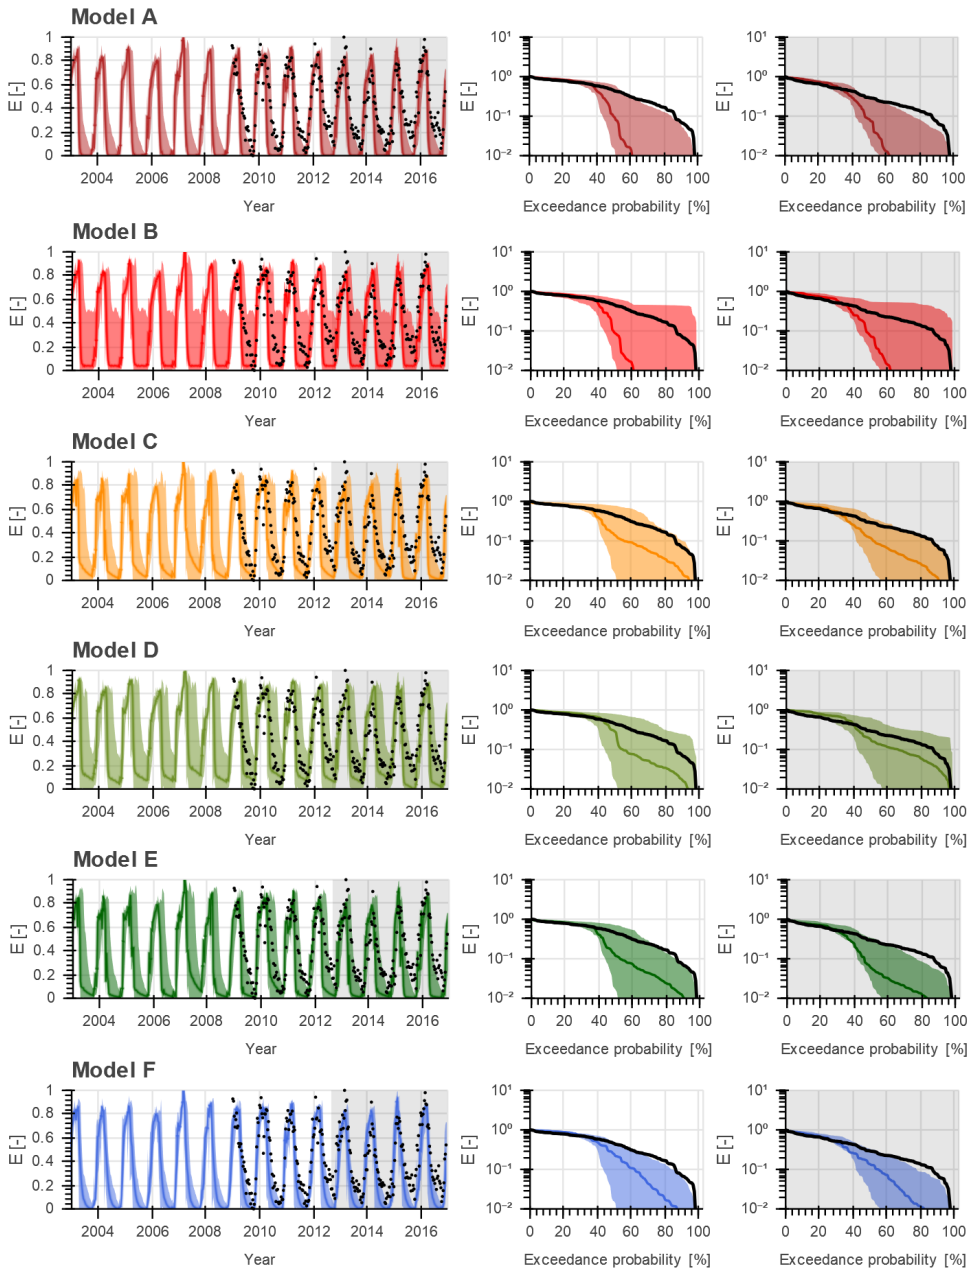 Model A
E [-]
1
0.8
0.6
0.4
0.2
0
2004 2006 2008 2010 2012 2014 2016
Year
E [-]
10¹
10⁰
10⁻¹
10⁻²
0 20 40 60 80 100
Exceedance probability [%]
E [-]
10¹
10⁰
10⁻¹
10⁻²
0 20 40 60 80 100
Exceedance probability [%]
Model B
E [-]
1
0.8
0.6
0.4
0.2
0
2004 2006 2008 2010 2012 2014 2016
Year
E [-]
10¹
10⁰
10⁻¹
10⁻²
0 20 40 60 80 100
Exceedance probability [%]
E [-]
10¹
10⁰
10⁻¹
10⁻²
0 20 40 60 80 100
Exceedance probability [%]
Model C
E [-]
1
0.8
0.6
0.4
0.2
0
2004 2006 2008 2010 2012 2014 2016
Year
E [-]
10¹
10⁰
10⁻¹
10⁻²
0 20 40 60 80 100
Exceedance probability [%]
E [-]
10¹
10⁰
10⁻¹
10⁻²
0 20 40 60 80 100
Exceedance probability [%]
Model D
E [-]
1
0.8
0.6
0.4
0.2
0
2004 2006 2008 2010 2012 2014 2016
Year
E [-]
10¹
10⁰
10⁻¹
10⁻²
0 20 40 60 80 100
Exceedance probability [%]
E [-]
10¹
10⁰
10⁻¹
10⁻²
0 20 40 60 80 100
Exceedance probability [%]
Model E
E [-]
1
0.8
0.6
0.4
0.2
0
2004 2006 2008 2010 2012 2014 2016
Year
E [-]
10¹
10⁰
10⁻¹
10⁻²
0 20 40 60 80 100
Exceedance probability [%]
E [-]
10¹
10⁰
10⁻¹
10⁻²
0 20 40 60 80 100
Exceedance probability [%]
Model F
E [-]
1
0.8
0.6
0.4
0.2
0
2004 2006 2008 2010 2012 2014 2016
Year
E [-]
10¹
10⁰
10⁻¹
10⁻²
0 20 40 60 80 100
Exceedance probability [%]
E [-]
10¹
10⁰
10⁻¹
10⁻²
0 20 40 60 80 100
Exceedance probability [%]